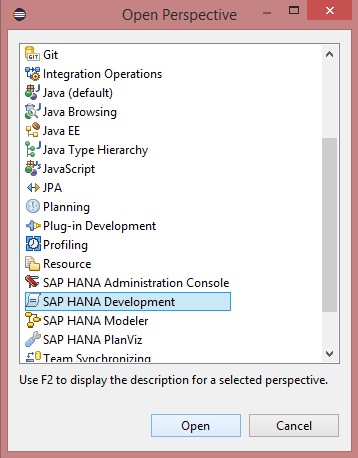 Open Perspective
Git
Integration Operations
Java (default)
Java Browsing
Java EE
Java Type Hierarchy
JavaScript
JPA
Planning
Plug-in Development
Profiling
Resource
SAP HANA Administration Console
SAP HANA Development
SAP HANA Modeler
SAP HANA PlanViz
Team Synchronizing
Use F2 to display the description for a selected perspective.
Open
Cancel